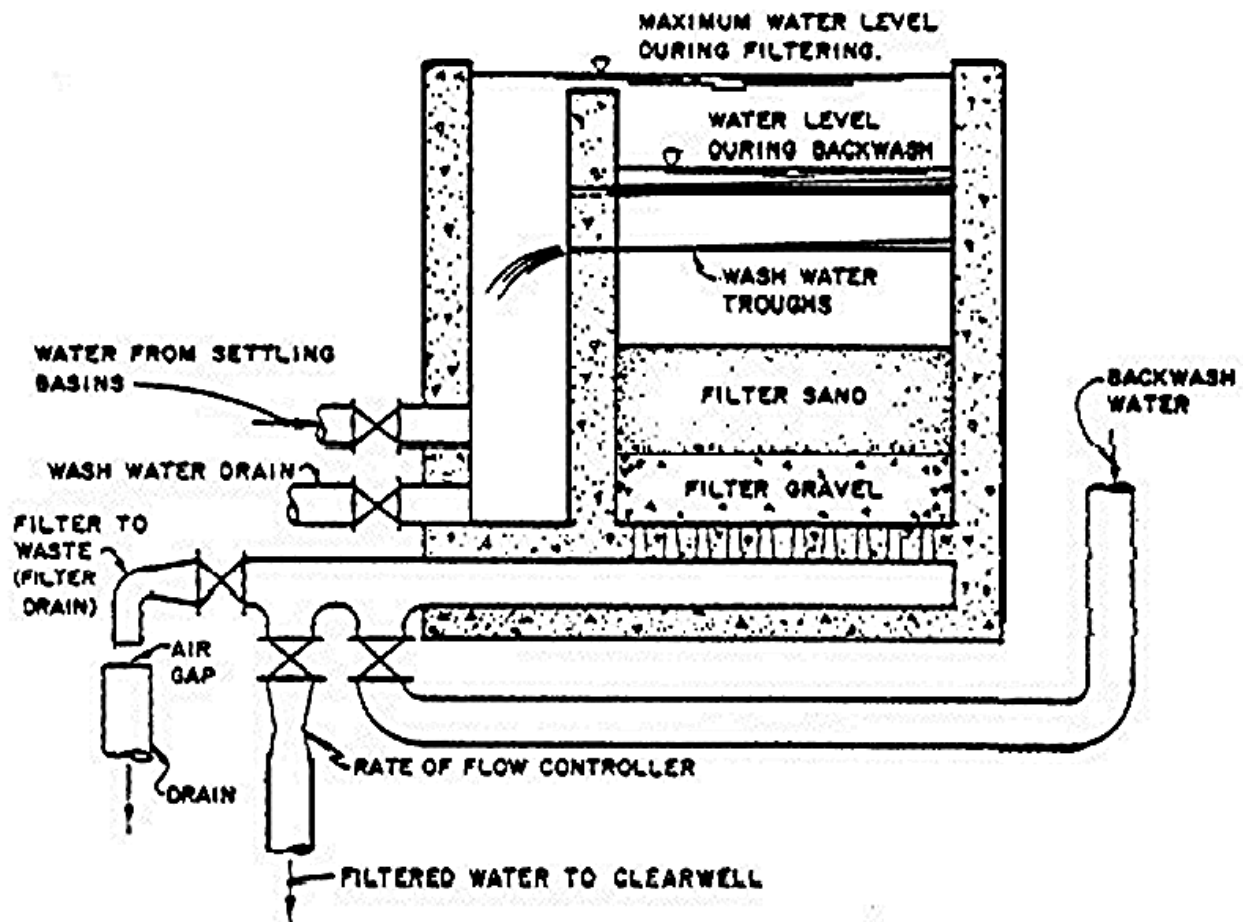 MAXIMUM WATER LEVEL
DURING FILTERING.
WATER LEVEL
DURING BACKWASH
WASH WATER
TROUGHS
WATER FROM SETTLING
BASINS
FILTER SAND
BACKWASH
WATER
WASH WATER DRAIN
FILTER GRAVEL
FILTER TO
WASTE
(FILTER
DRAIN)
AIR
GAP
RATE OF FLOW CONTROLLER
DRAIN
FILTERED WATER TO CLEARWELL